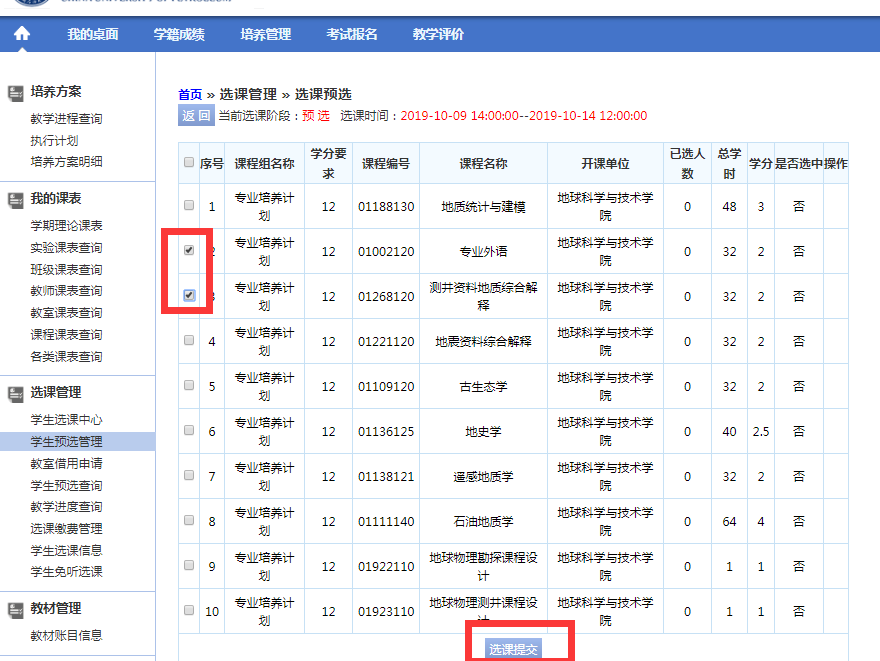 我的桌面 学籍成绩 培养管理 考试报名 教学评价
培养方案
教学进程查询
执行计划
培养方案明细
我的课表
学期理论课表
实验课表查询
班级课表查询
教师课表查询
教室课表查询
课程课表查询
各类课表查询
选课管理
学生选课中心
学生预选管理
教室借用申请
学生预选查询
教学进度查询
选课缴费管理
学生选课信息
学生免听选课
教材管理
教材账目信息
首页 » 选课管理 » 选课预选
返 回 当前选课阶段：预 选 选课时间：2019-10-09 14:00:00--2019-10-14 12:00:00
序号 课程组名称 学分要求 课程编号 课程名称 开课单位 已选人数 总学时 学分 是否选中 操作
1 专业培养计划 12 01188130 地质统计与建模 地球科学与技术学院 0 48 3 否
2 专业培养计划 12 01002120 专业外语 地球科学与技术学院 0 32 2 否
3 专业培养计划 12 01268120 测井资料地质综合解释 地球科学与技术学院 0 32 2 否
4 专业培养计划 12 01221120 地震资料综合解释 地球科学与技术学院 0 32 2 否
5 专业培养计划 12 01109120 古生态学 地球科学与技术学院 0 32 2 否
6 专业培养计划 12 01136125 地史学 地球科学与技术学院 0 40 2.5 否
7 专业培养计划 12 01138121 遥感地质学 地球科学与技术学院 0 32 2 否
8 专业培养计划 12 01111140 石油地质学 地球科学与技术学院 0 64 4 否
9 专业培养计划 12 01922110 地球物理勘探课程设计 地球科学与技术学院 0 1 1 否
10 专业培养计划 12 01923110 地球物理测井课程设计 地球科学与技术学院 0 1 1 否
选课提交